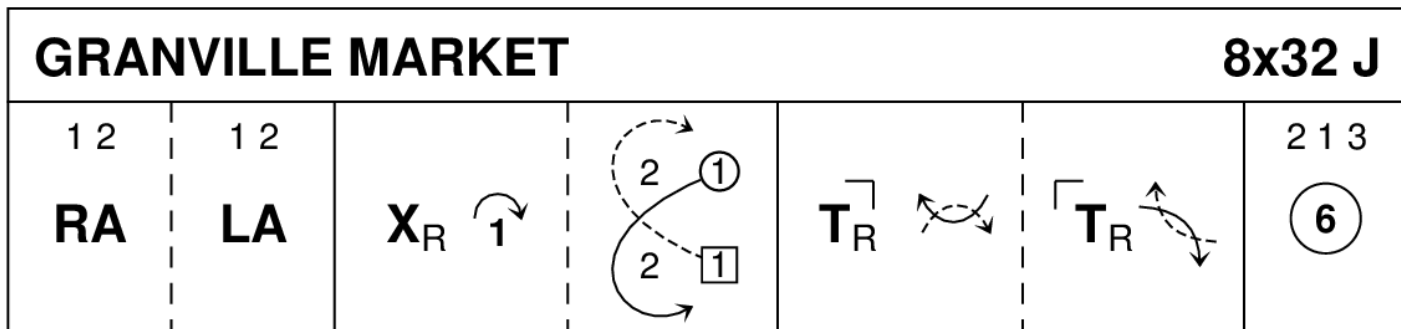 GRANVILLE MARKET 8x32 J
1 2 1 2 2 1 3
2 1
RA LA XR 1 TR TR 6
2 1